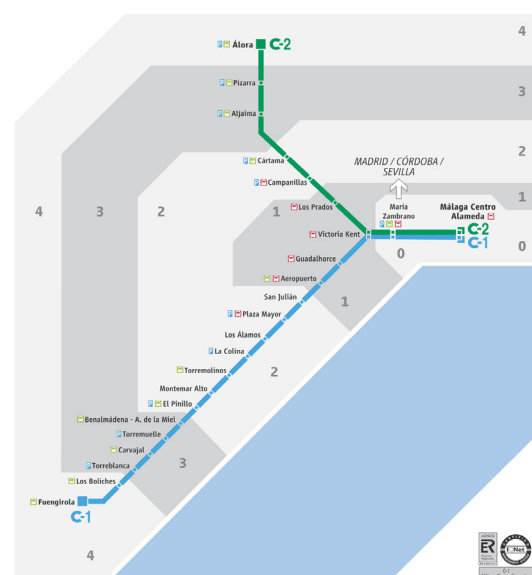 4
Álora C-2
3
Pizarra
Aljaima
2
Cártama
MADRID / CÓRDOBA /
SEVILLA
Campanillas
1
4
3
2
1
Los Prados
María
Zambrano
Málaga Centro
Alameda
Victoria Kent
C-2
C-1
0
0
Guadalhorce
Aeropuerto
San Julián
1
Plaza Mayor
Los Álamos
La Colina
2
Torremolinos
Montemar Alto
El Pinillo
Benalmádena - A. de la Miel
Torremuelle
Carvajal
3
Torreblanca
Los Boliches
Fuengirola
C-1
4
ER
IQNet
C-1